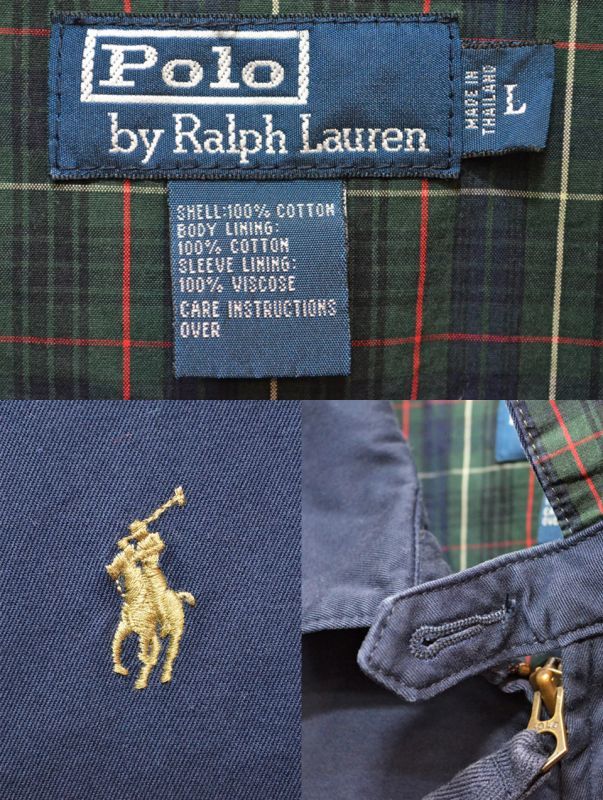 Polo
by Ralph Lauren
MADE IN
THAILAND
L
SHELL:100% COTTON
BODY LINING:
100% COTTON
SLEEVE LINING:
100% VISCOSE
CARE INSTRUCTIONS
OVER